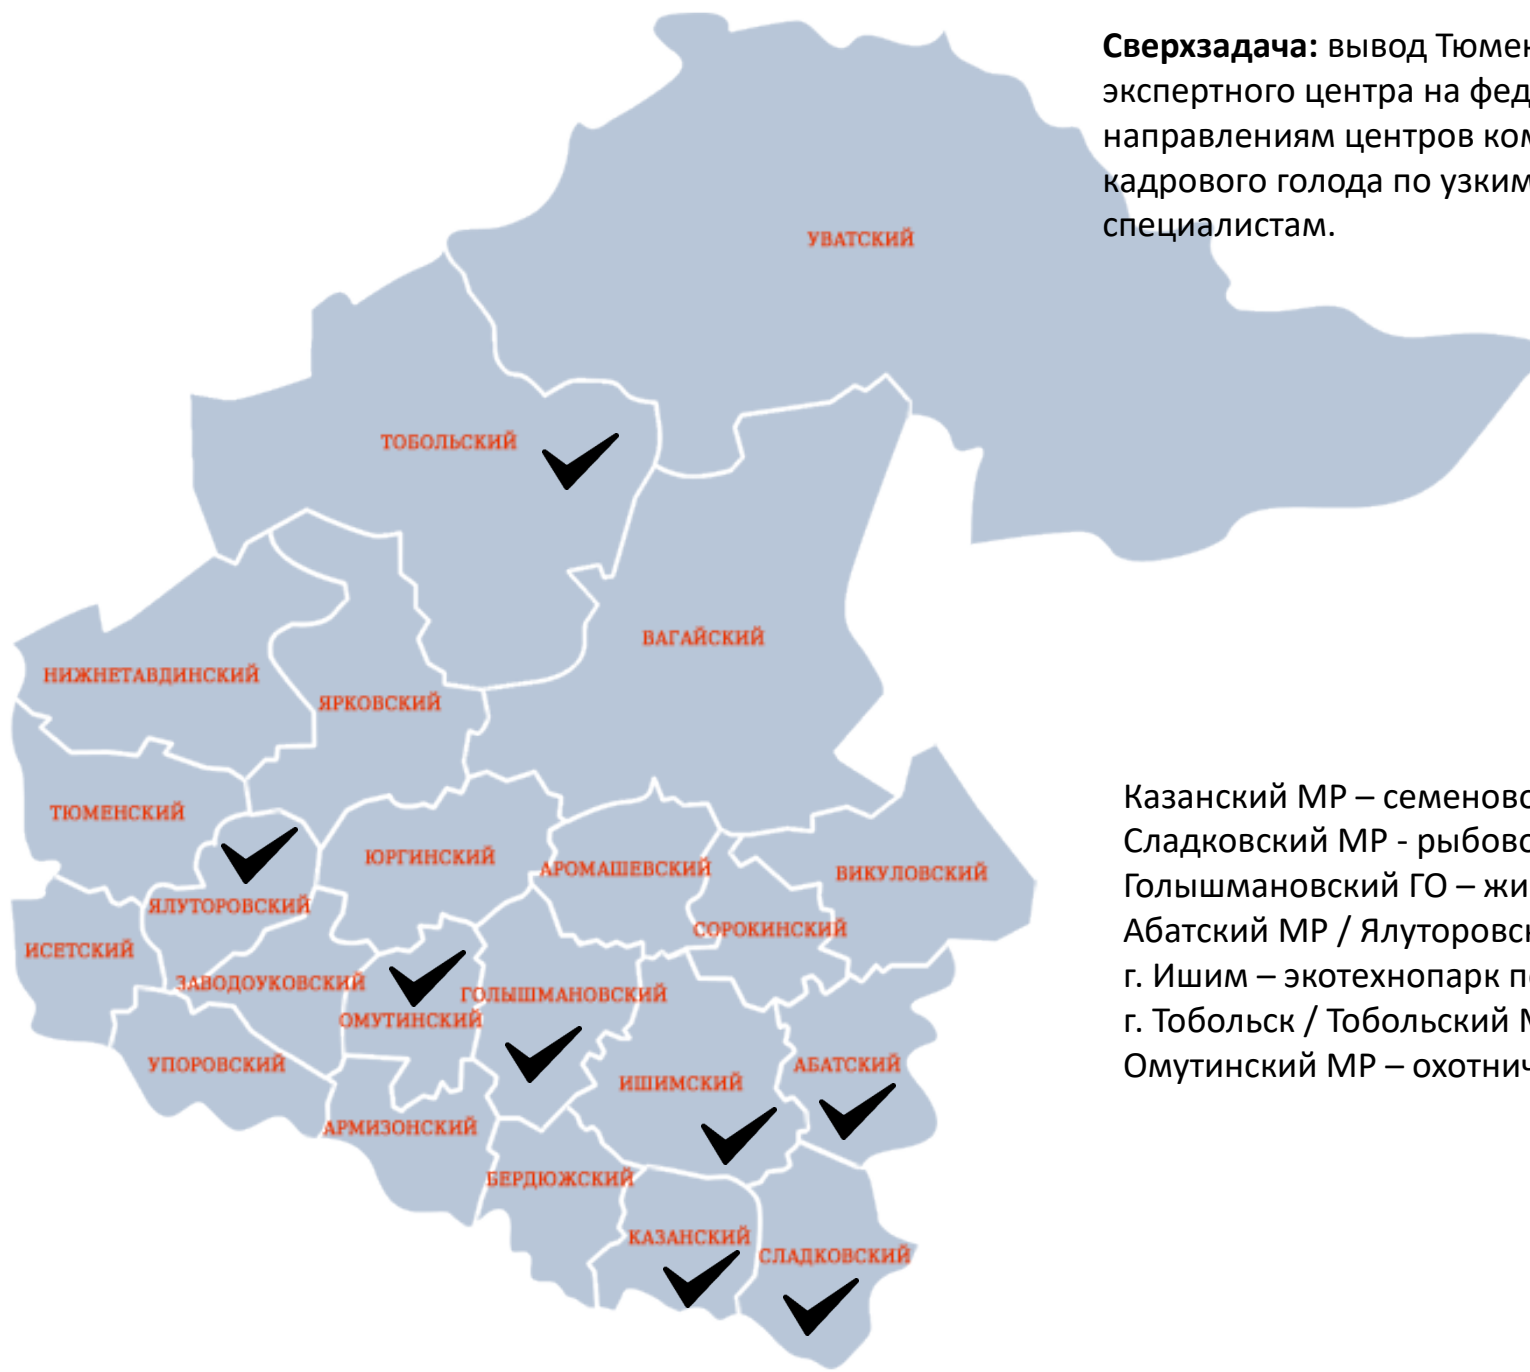 Сверхзадача: вывод Тюмен
экспертного центра на фед
направлениям центров ком
кадрового голода по узким
специалистам.
УВАТСКИЙ
ТОБОЛЬСКИЙ
ВАГАЙСКИЙ
НИЖНЕТАВДИНСКИЙ
ЯРКОВСКИЙ
ТЮМЕНСКИЙ
ЮРГИНСКИЙ
АРОМАШЕВСКИЙ
ВИКУЛОВСКИЙ
ЯЛУТОРОВСКИЙ
СОРОКИНСКИЙ
ИСЕТСКИЙ
ЗАВОДОУКОВСКИЙ
ГОЛЫШМАНОВСКИЙ
ОМУТИНСКИЙ
УПОРОВСКИЙ
ИШИМСКИЙ
АБАТСКИЙ
АРМИЗОНСКИЙ
БЕРДЮЖСКИЙ
КАЗАНСКИЙ
СЛАДКОВСКИЙ
Казанский МР – семеново
Сладковский МР - рыбово
Голышмановский ГО – жи
Абатский МР / Ялуторовск
г. Ишим – экотехнопарк по
г. Тобольск / Тобольский М
Омутинский МР – охотнич